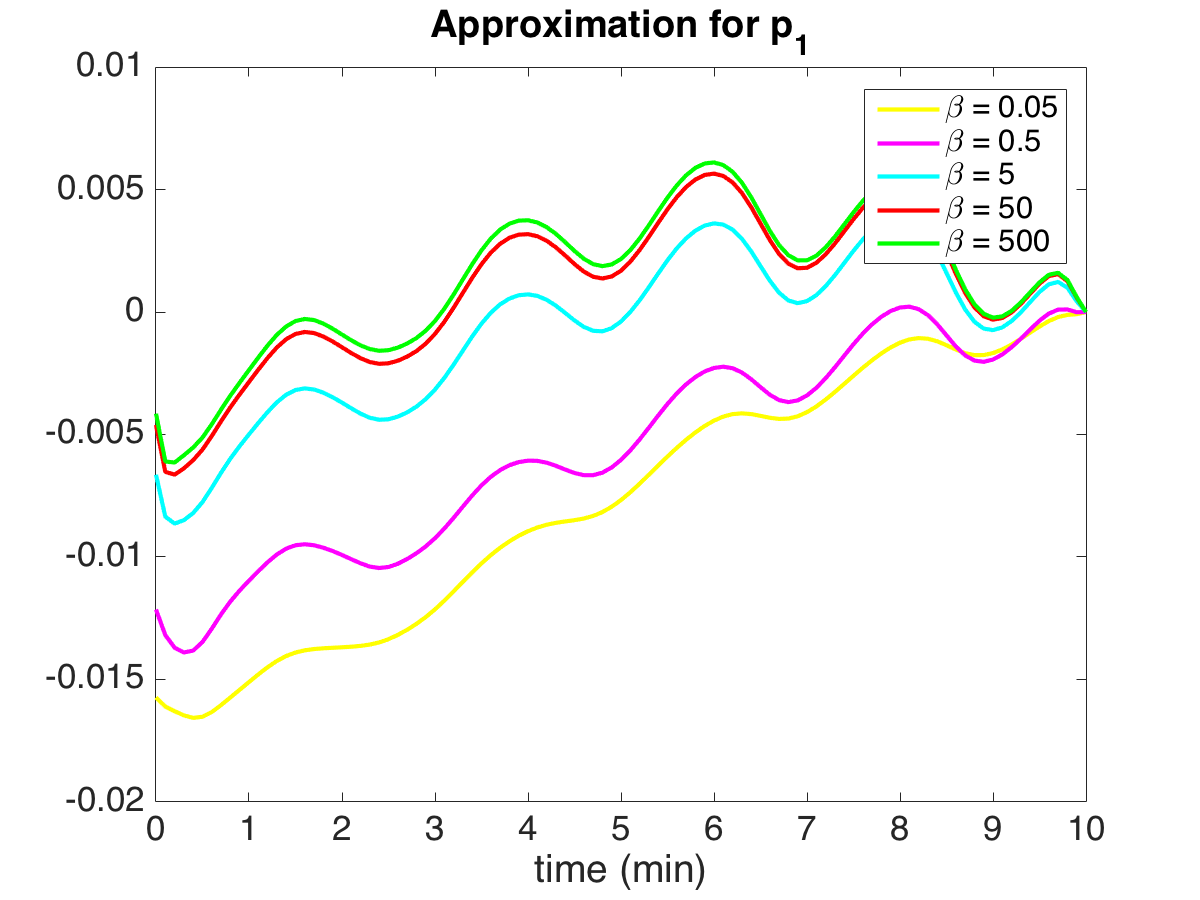 Approximation for p₁
0.01
0.005
0
-0.005
-0.01
-0.015
-0.02
0 1 2 3 4 5 6 7 8 9 10
time (min)
β = 0.05
β = 0.5
β = 5
β = 50
β = 500